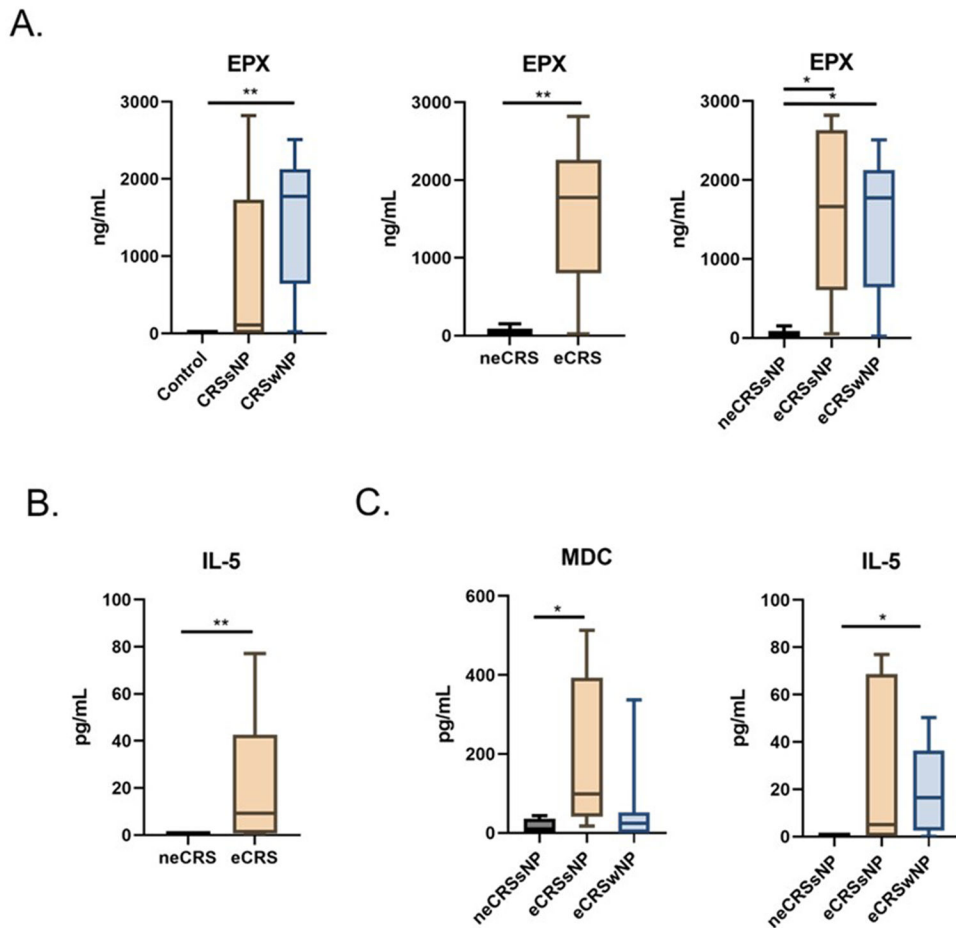 A.
EPX
**
3000
2000
1000
0
ng/mL
Control
CRSsNP
CRSwNP
EPX
**
3000
2000
1000
0
ng/mL
neCRS
eCRS
EPX
*
*
3000
2000
1000
0
ng/mL
neCRSsNP
eCRSsNP
eCRSwNP
B.
IL-5
**
100
80
60
40
20
0
pg/mL
neCRS
eCRS
C.
MDC
*
600
400
200
0
pg/mL
neCRSsNP
eCRSsNP
eCRSwNP
IL-5
*
100
80
60
40
20
0
pg/mL
neCRSsNP
eCRSsNP
eCRSwNP